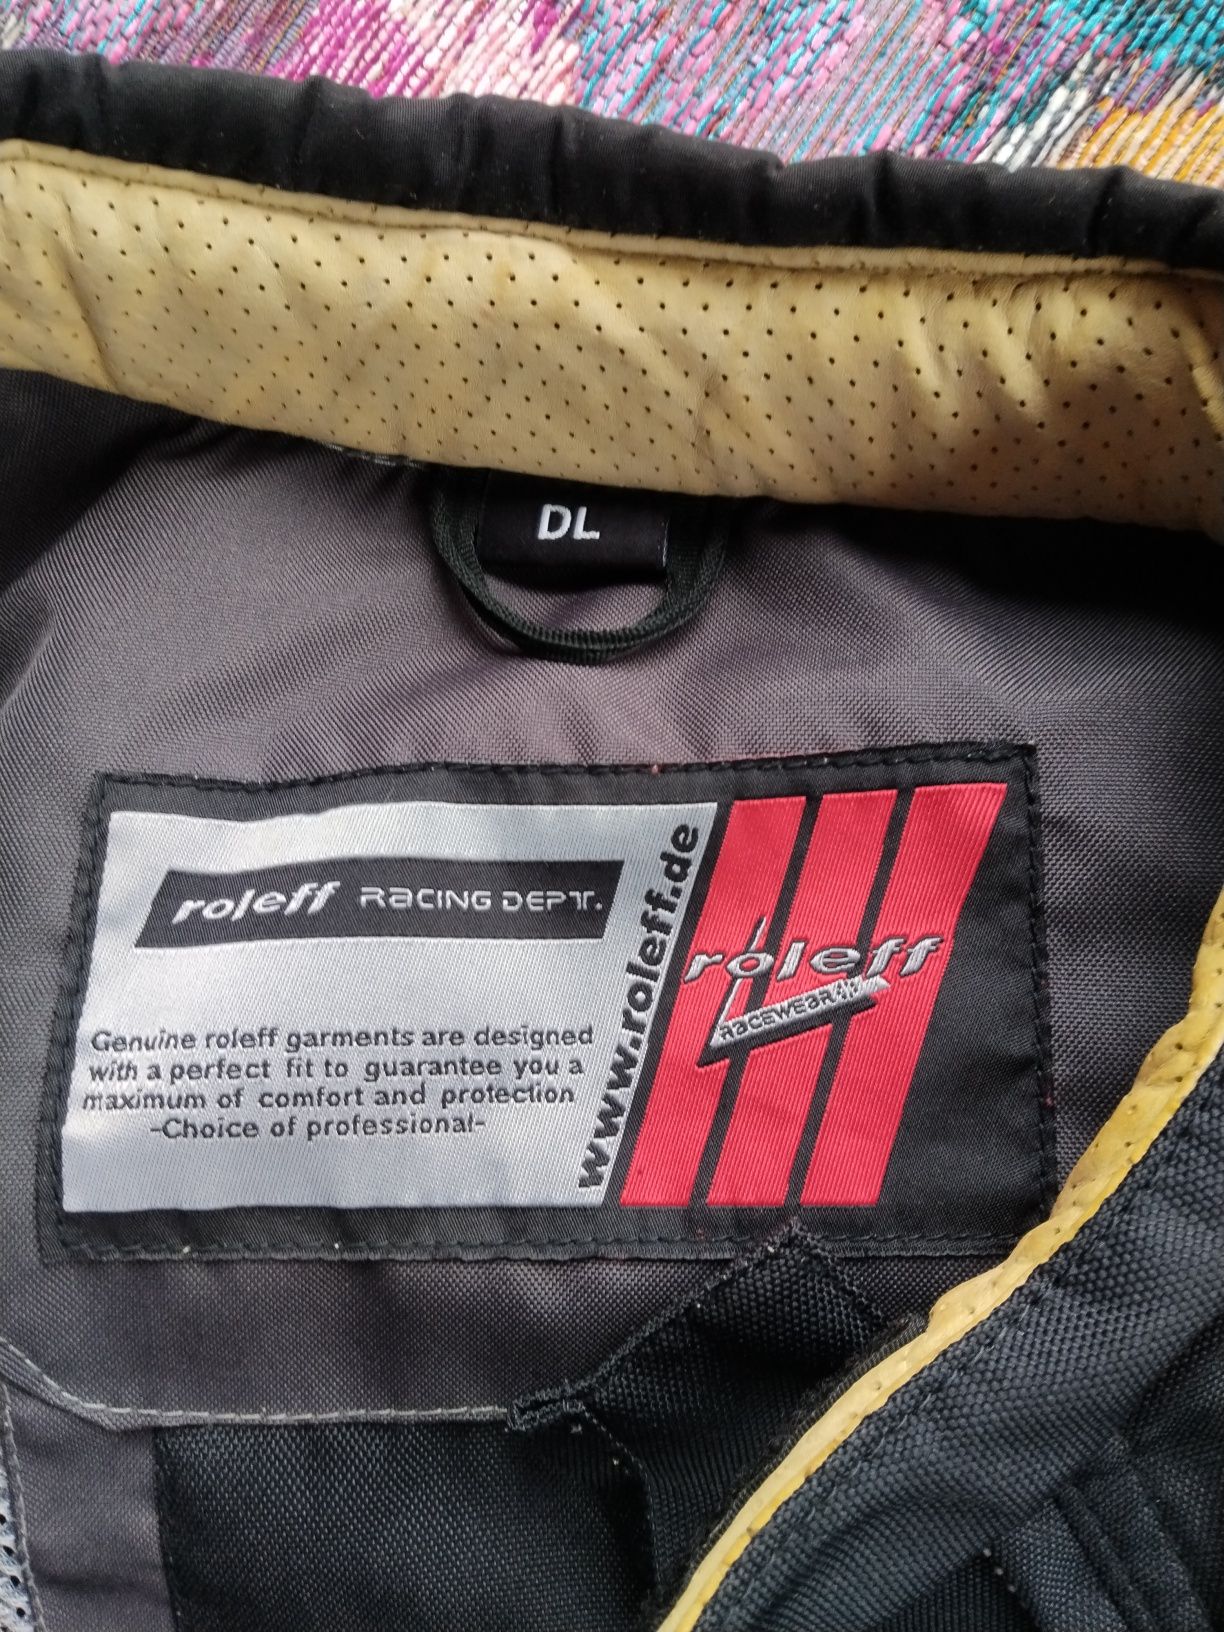 DL
roleff RACING DEPT.
Genuine roleff garments are designed
with a perfect fit to guarantee you a
maximum of comfort and protection
-Choice of professional-
www.roleff.de
roleff
RACEWEAR